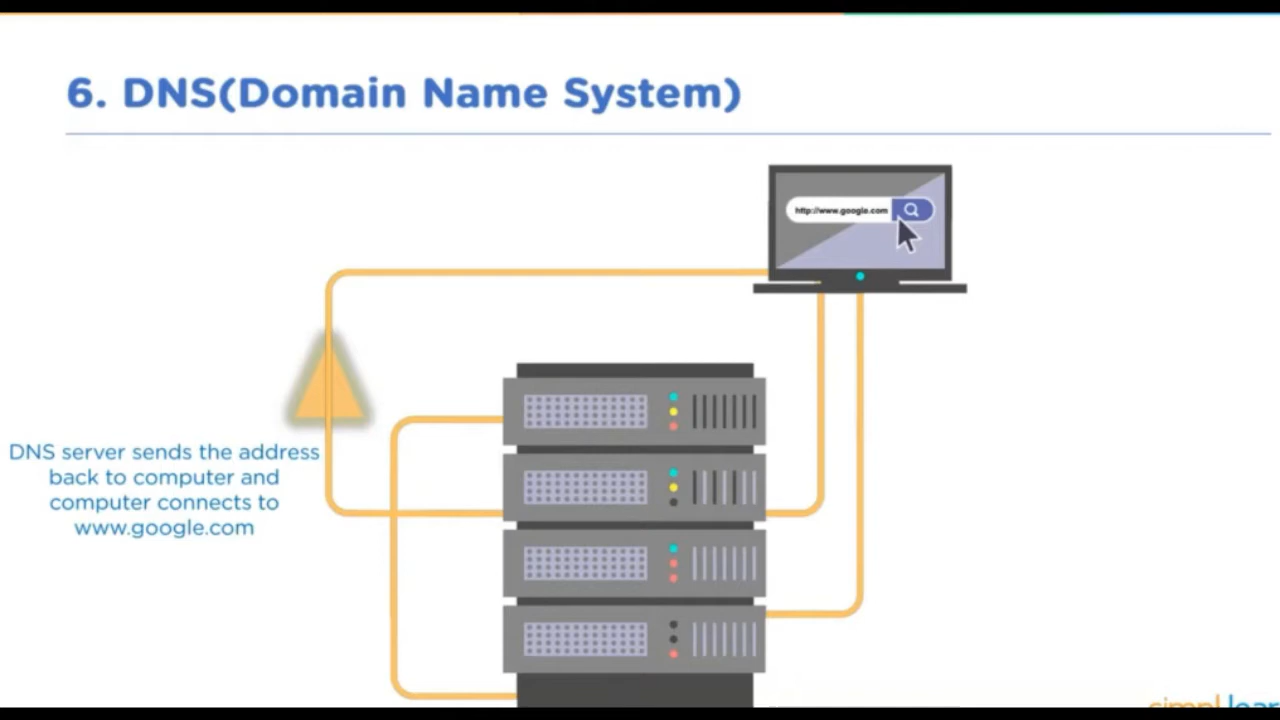 6. DNS(Domain Name System)
http://www.google.com
DNS server sends the address
back to computer and
computer connects to
www.google.com